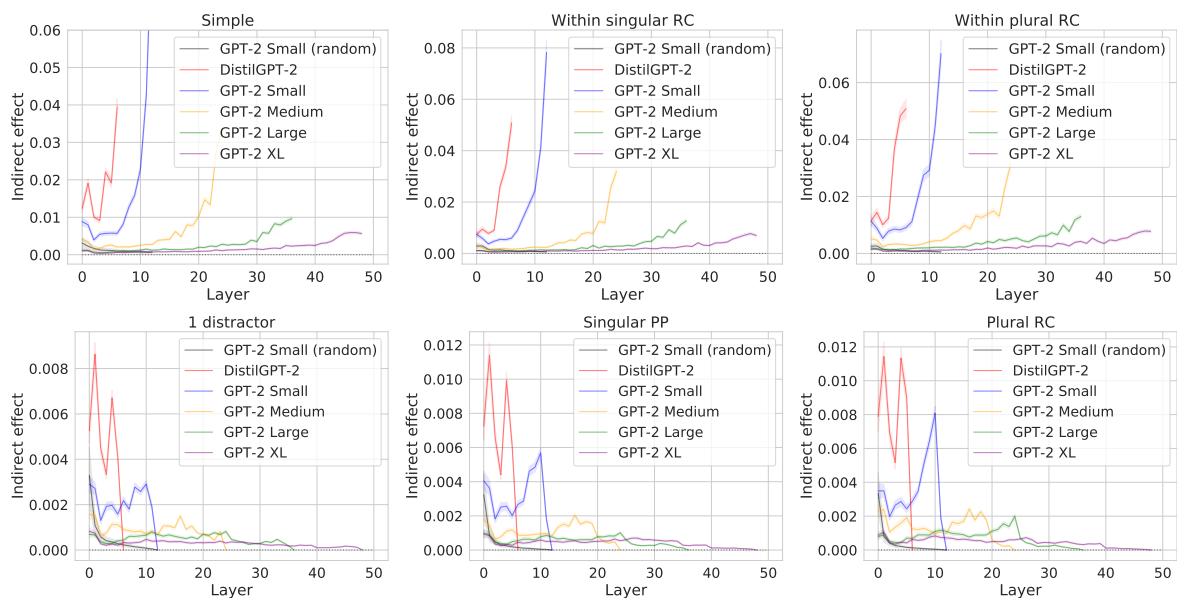 Simple
Indirect effect
0.06
0.05
0.04
0.03
0.02
0.01
0.00
0 10 20 30 40 50
Layer
GPT-2 Small (random)
DistilGPT-2
GPT-2 Small
GPT-2 Medium
GPT-2 Large
GPT-2 XL
Within singular RC
Indirect effect
0.08
0.06
0.04
0.02
0.00
0 10 20 30 40 50
Layer
GPT-2 Small (random)
DistilGPT-2
GPT-2 Small
GPT-2 Medium
GPT-2 Large
GPT-2 XL
Within plural RC
Indirect effect
0.06
0.04
0.02
0.00
0 10 20 30 40 50
Layer
GPT-2 Small (random)
DistilGPT-2
GPT-2 Small
GPT-2 Medium
GPT-2 Large
GPT-2 XL
1 distractor
Indirect effect
0.008
0.006
0.004
0.002
0.000
0 10 20 30 40 50
Layer
GPT-2 Small (random)
DistilGPT-2
GPT-2 Small
GPT-2 Medium
GPT-2 Large
GPT-2 XL
Singular PP
Indirect effect
0.012
0.010
0.008
0.006
0.004
0.002
0.000
0 10 20 30 40 50
Layer
GPT-2 Small (random)
DistilGPT-2
GPT-2 Small
GPT-2 Medium
GPT-2 Large
GPT-2 XL
Plural RC
Indirect effect
0.012
0.010
0.008
0.006
0.004
0.002
0.000
0 10 20 30 40 50
Layer
GPT-2 Small (random)
DistilGPT-2
GPT-2 Small
GPT-2 Medium
GPT-2 Large
GPT-2 XL